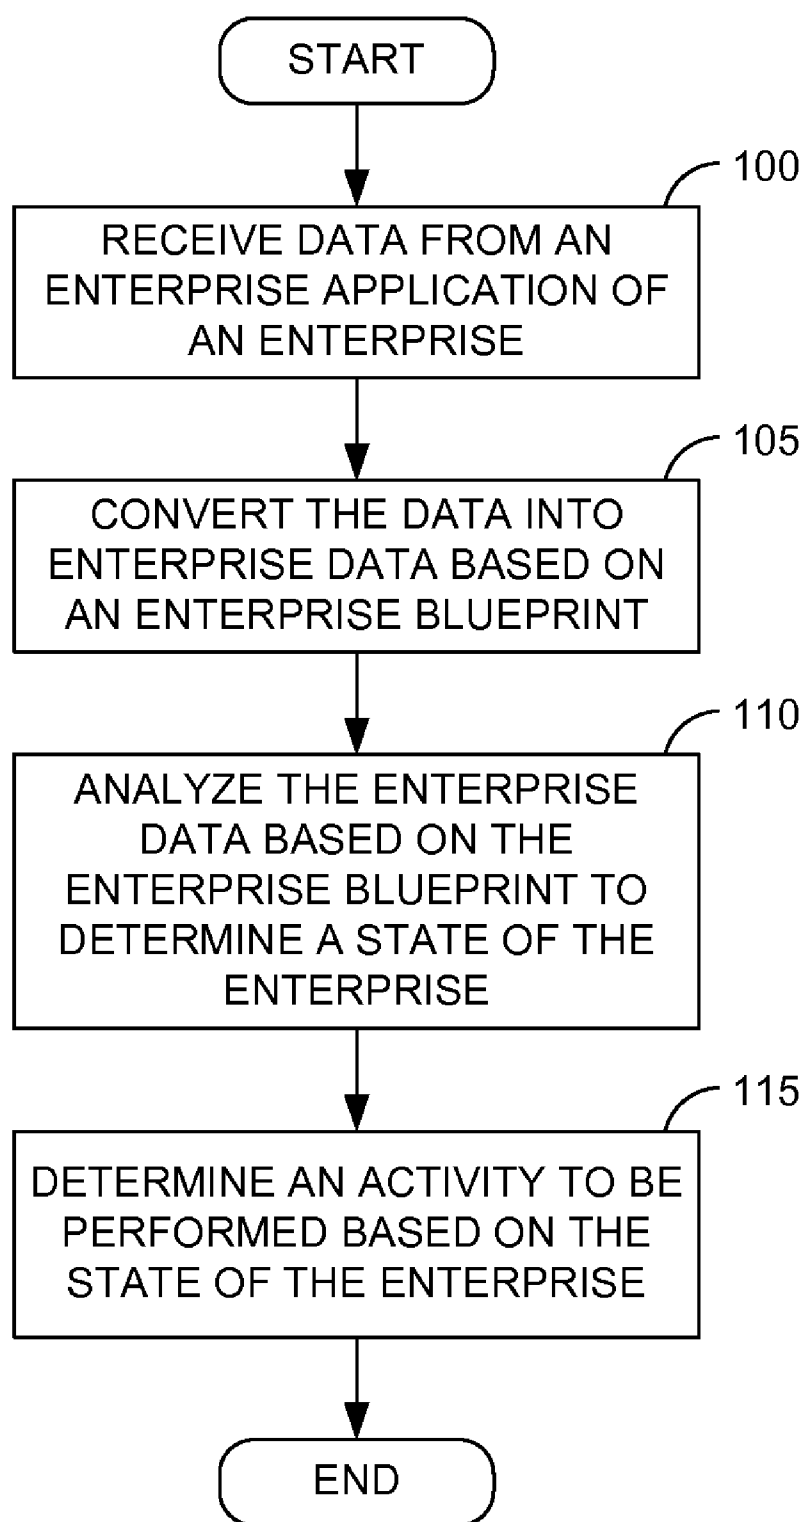 START
100
RECEIVE DATA FROM AN
ENTERPRISE APPLICATION OF
AN ENTERPRISE
105
CONVERT THE DATA INTO
ENTERPRISE DATA BASED ON
AN ENTERPRISE BLUEPRINT
110
ANALYZE THE ENTERPRISE
DATA BASED ON THE
ENTERPRISE BLUEPRINT TO
DETERMINE A STATE OF THE
ENTERPRISE
115
DETERMINE AN ACTIVITY TO BE
PERFORMED BASED ON THE
STATE OF THE ENTERPRISE
END